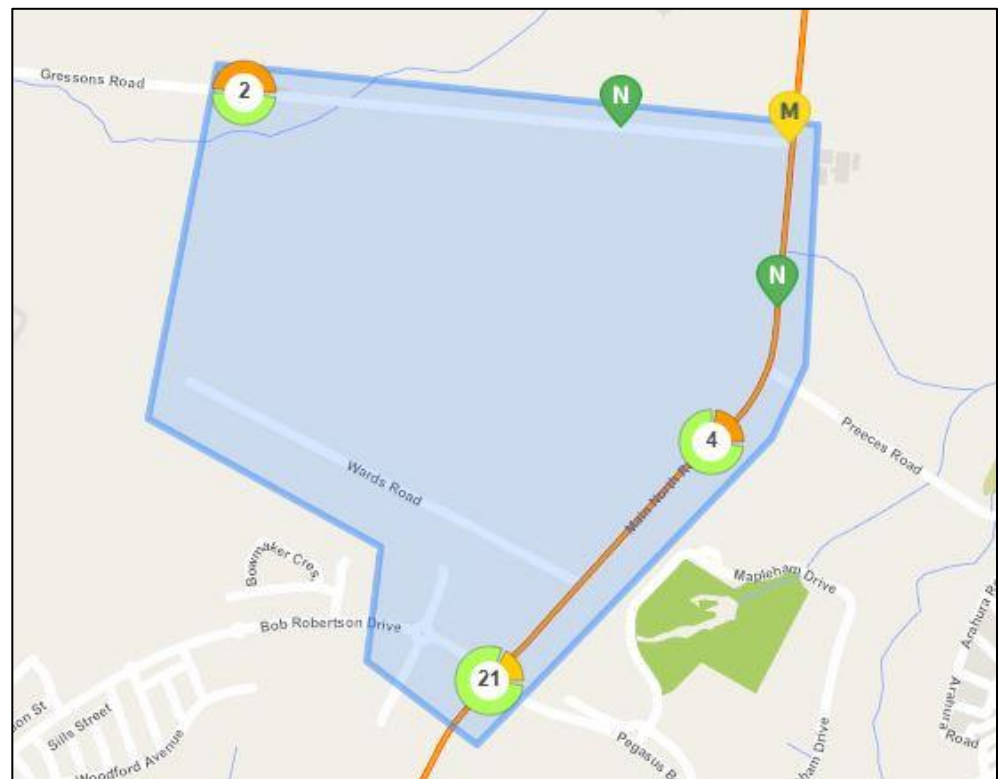 Gressons Road
2
N
M
N
4
Preeces Road
Wards Road
Main North R
Bowmaker Cres
Mapleham Drive
Bob Robertson Drive
21
Arahura R
Arahura
Road
on St
Sills Street
Woodford Avenue
Pegasus B
ham Drive